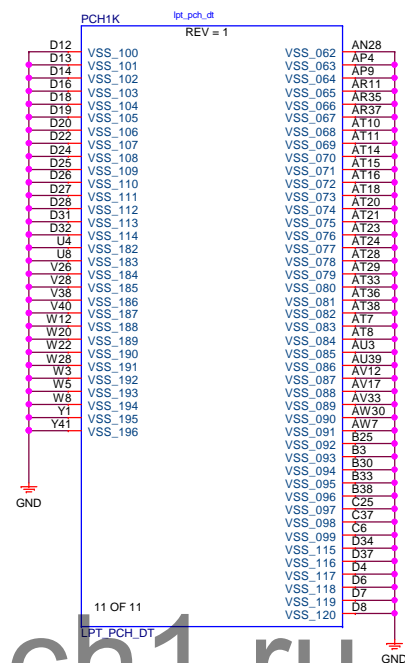 PCH1K lpt_pch_dt
REV = 1
D12 VSS_100 VSS_062 AN28
D13 VSS_101 VSS_063 AP4
D14 VSS_102 VSS_064 AP9
D16 VSS_103 VSS_065 AR11
D18 VSS_104 VSS_066 AR35
D19 VSS_105 VSS_067 AR37
D20 VSS_106 VSS_068 AT10
D22 VSS_107 VSS_069 AT11
D24 VSS_108 VSS_070 AT14
D25 VSS_109 VSS_071 AT15
D26 VSS_110 VSS_072 AT16
D27 VSS_111 VSS_073 AT18
D28 VSS_112 VSS_074 AT20
D31 VSS_113 VSS_075 AT21
D32 VSS_114 VSS_076 AT23
U4 VSS_182 VSS_077 AT24
U8 VSS_183 VSS_078 AT28
V26 VSS_184 VSS_079 AT29
V28 VSS_185 VSS_080 AT33
V38 VSS_186 VSS_081 AT36
V40 VSS_187 VSS_082 AT38
W12 VSS_188 VSS_083 AT7
W20 VSS_189 VSS_084 AT8
W22 VSS_190 VSS_085 AU3
W28 VSS_191 VSS_086 AU39
W3 VSS_192 VSS_087 AV12
W5 VSS_193 VSS_088 AV17
W8 VSS_194 VSS_089 AV33
Y1 VSS_195 VSS_090 AW30
Y41 VSS_196 VSS_091 AW7
VSS_092 B25
VSS_093 B3
VSS_094 B30
VSS_095 B33
VSS_096 B38
VSS_097 C25
VSS_098 C37
VSS_099 C6
VSS_115 D34
VSS_116 D37
VSS_117 D4
VSS_118 D6
VSS_119 D7
VSS_120 D8
GND
11 OF 11
LPT_PCH_DT
GND
ch1.ru